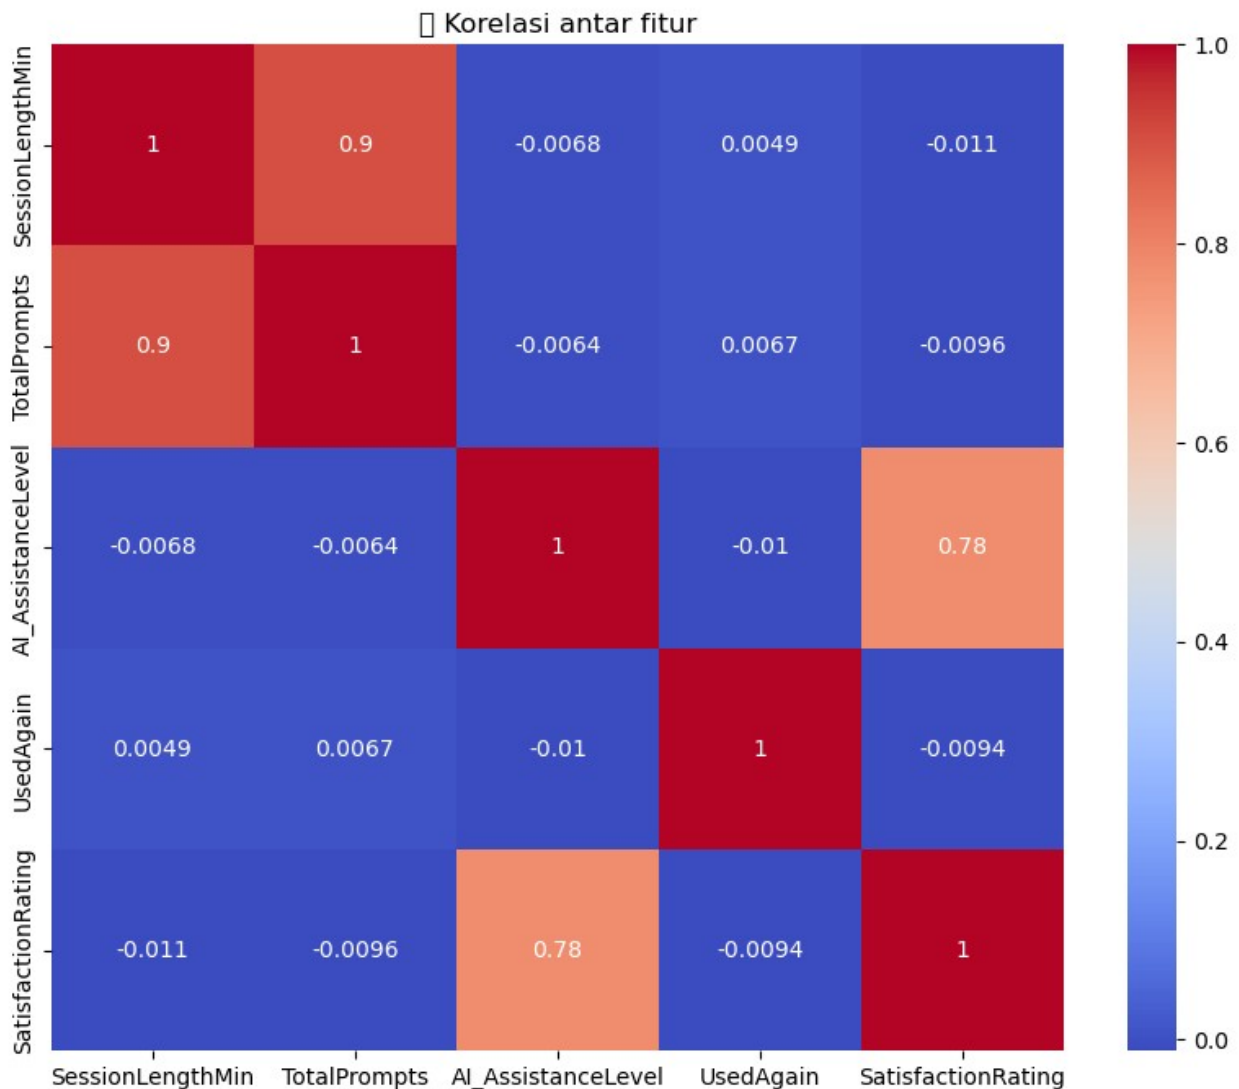 Korelasi antar fitur
SessionLengthMin
1
0.9
-0.0068
0.0049
-0.011
TotalPrompts
0.9
1
-0.0064
0.0067
-0.0096
AI_AssistanceLevel
-0.0068
-0.0064
1
-0.01
0.78
UsedAgain
0.0049
0.0067
-0.01
1
-0.0094
SatisfactionRating
-0.011
-0.0096
0.78
-0.0094
1
SessionLengthMin
TotalPrompts
AI_AssistanceLevel
UsedAgain
SatisfactionRating
1.0
0.8
0.6
0.4
0.2
0.0